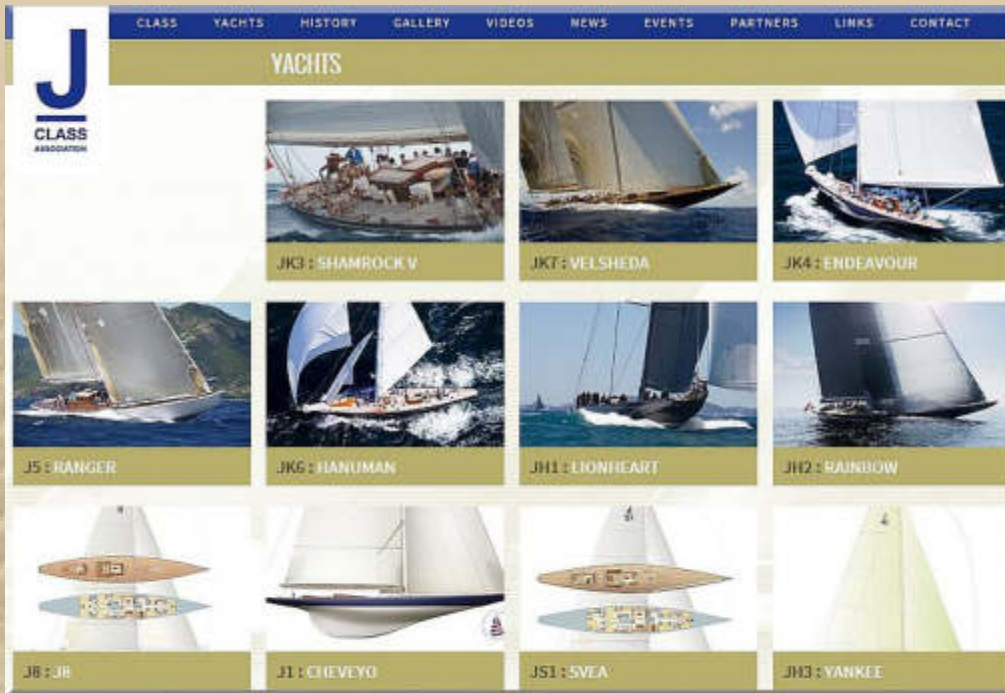 CLASS YACHTS HISTORY GALLERY VIDEOS NEWS EVENTS PARTNERS LINKS CONTACT
J
CLASS
ASSOCIATION
YACHTS
JK3 : SHAMROCK V
JK7 : VELSHEDA
JK4 : ENDEAVOUR
J5 : RANGER
JK6 : HANUMAN
JH1 : LIONHEART
JH2 : RAINBOW
J8 : J8
J1 : CHEVEYO
JS1 : SVEA
JH3 : YANKEE